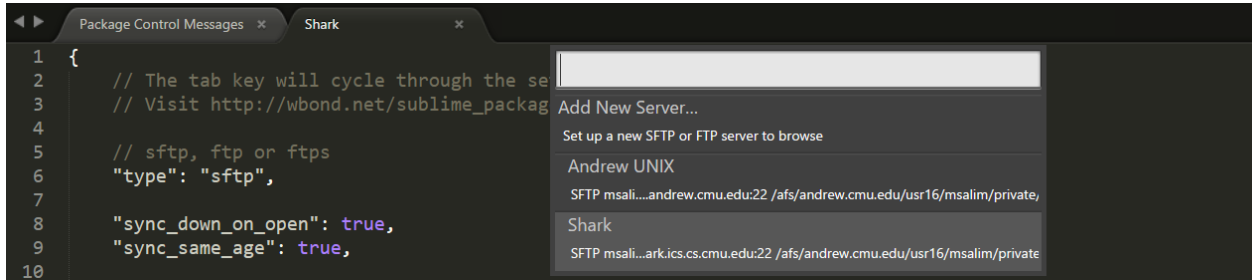 Package Control Messages ×
Shark ×
1 {
2 // The tab key will cycle through the se
3 // Visit http://wbond.net/sublime_packag
4
5 // sftp, ftp or ftps
6 "type": "sftp",
7
8 "sync_down_on_open": true,
9 "sync_same_age": true,
10
Add New Server...
Set up a new SFTP or FTP server to browse
Andrew UNIX
SFTP msali....andrew.cmu.edu:22 /afs/andrew.cmu.edu/usr16/msalim/private/
Shark
SFTP msali...ark.ics.cs.cmu.edu:22 /afs/andrew.cmu.edu/usr16/msalim/private